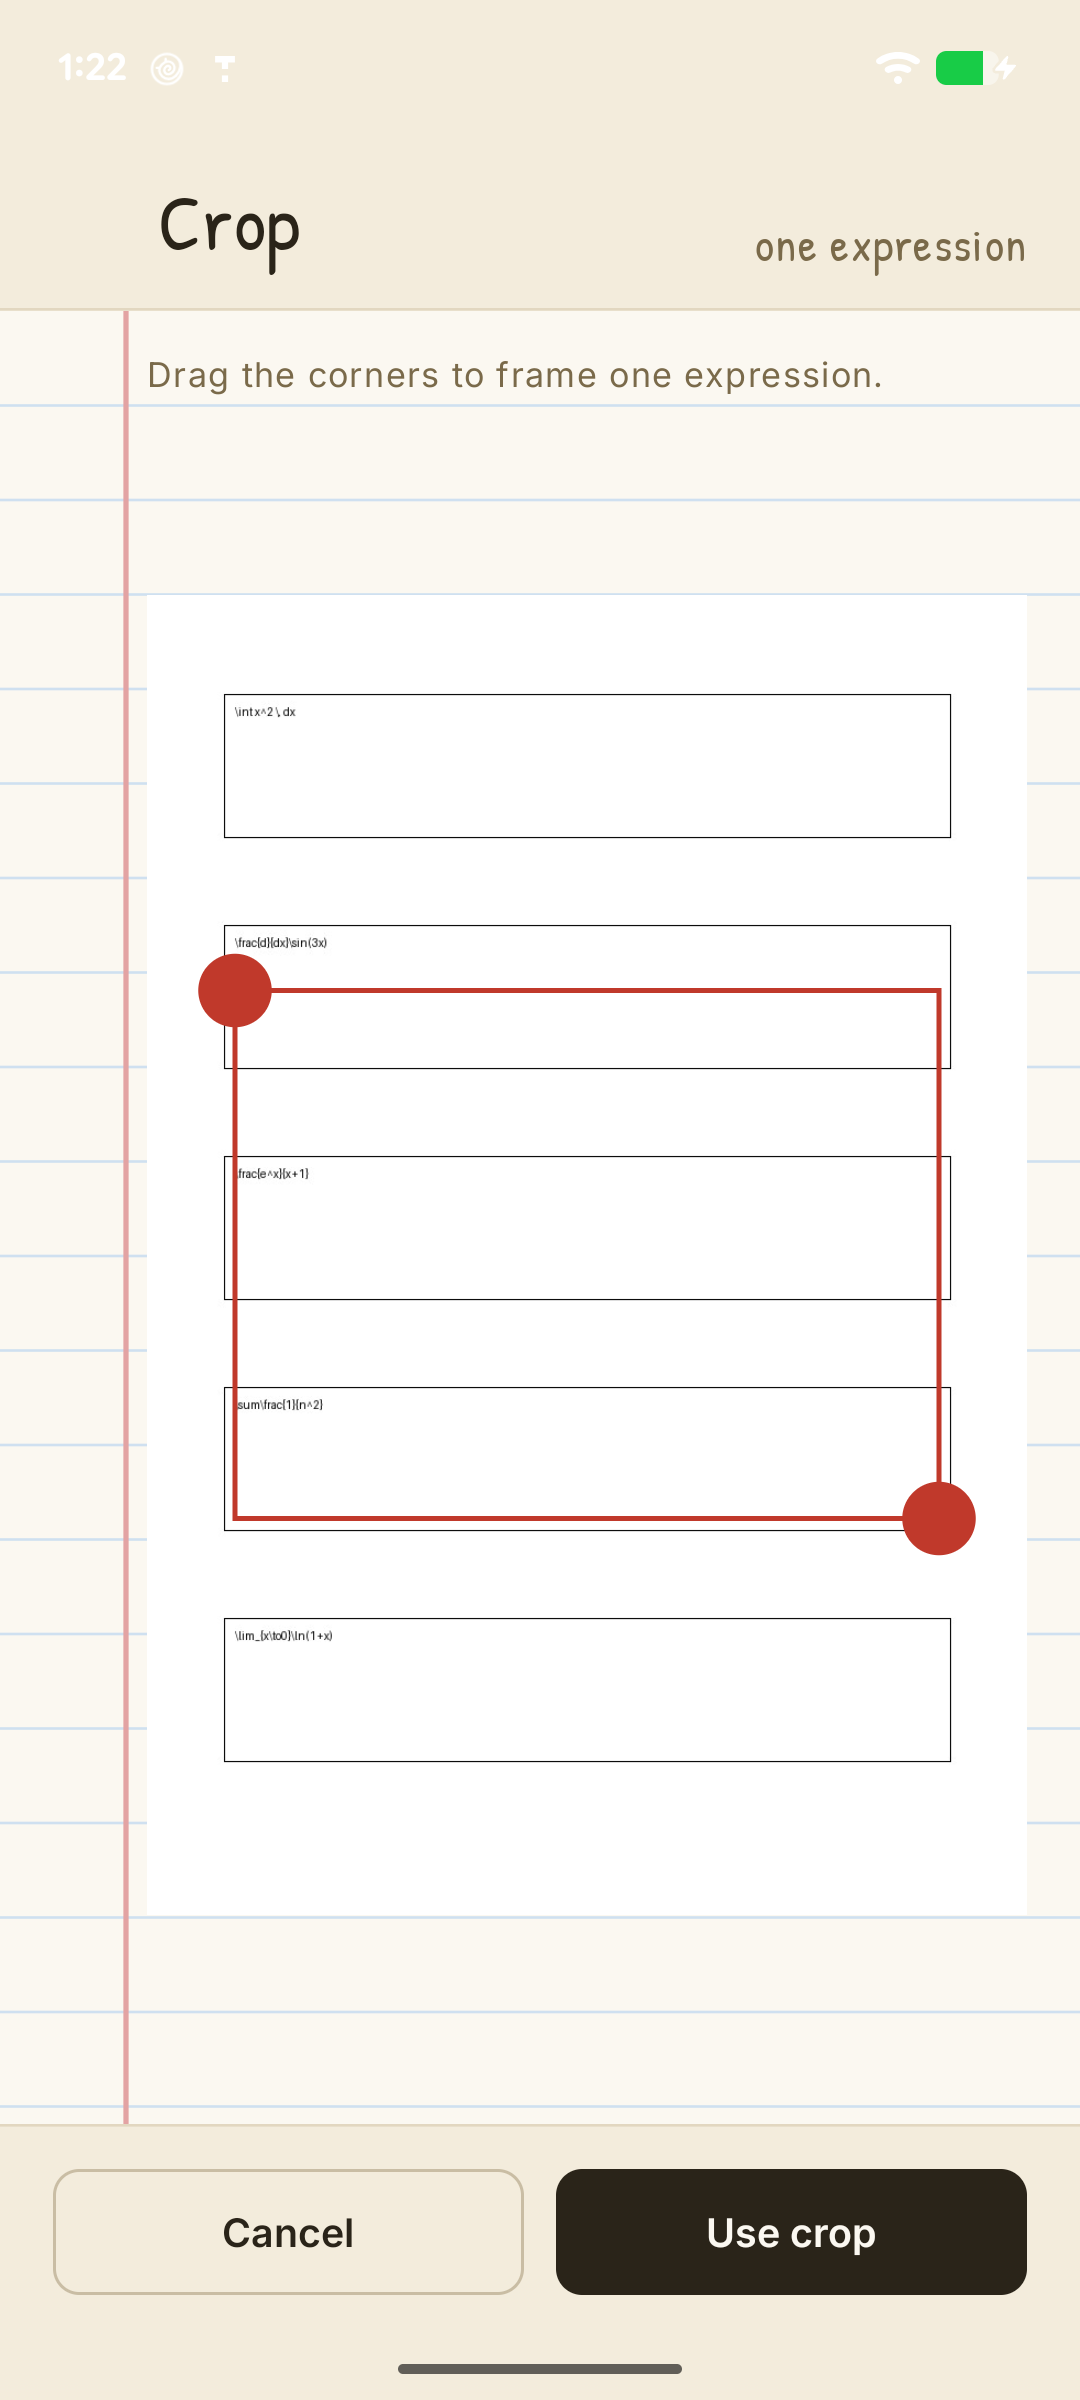 1:22
Crop
one expression
Drag the corners to frame one expression.
\int x^2 \, dx
\frac{d}{dx}\sin(3x)
\frac{e^x}{x+1}
\sum\frac{1}{n^2}
\lim_{x\to0}\ln(1+x)
Cancel
Use crop